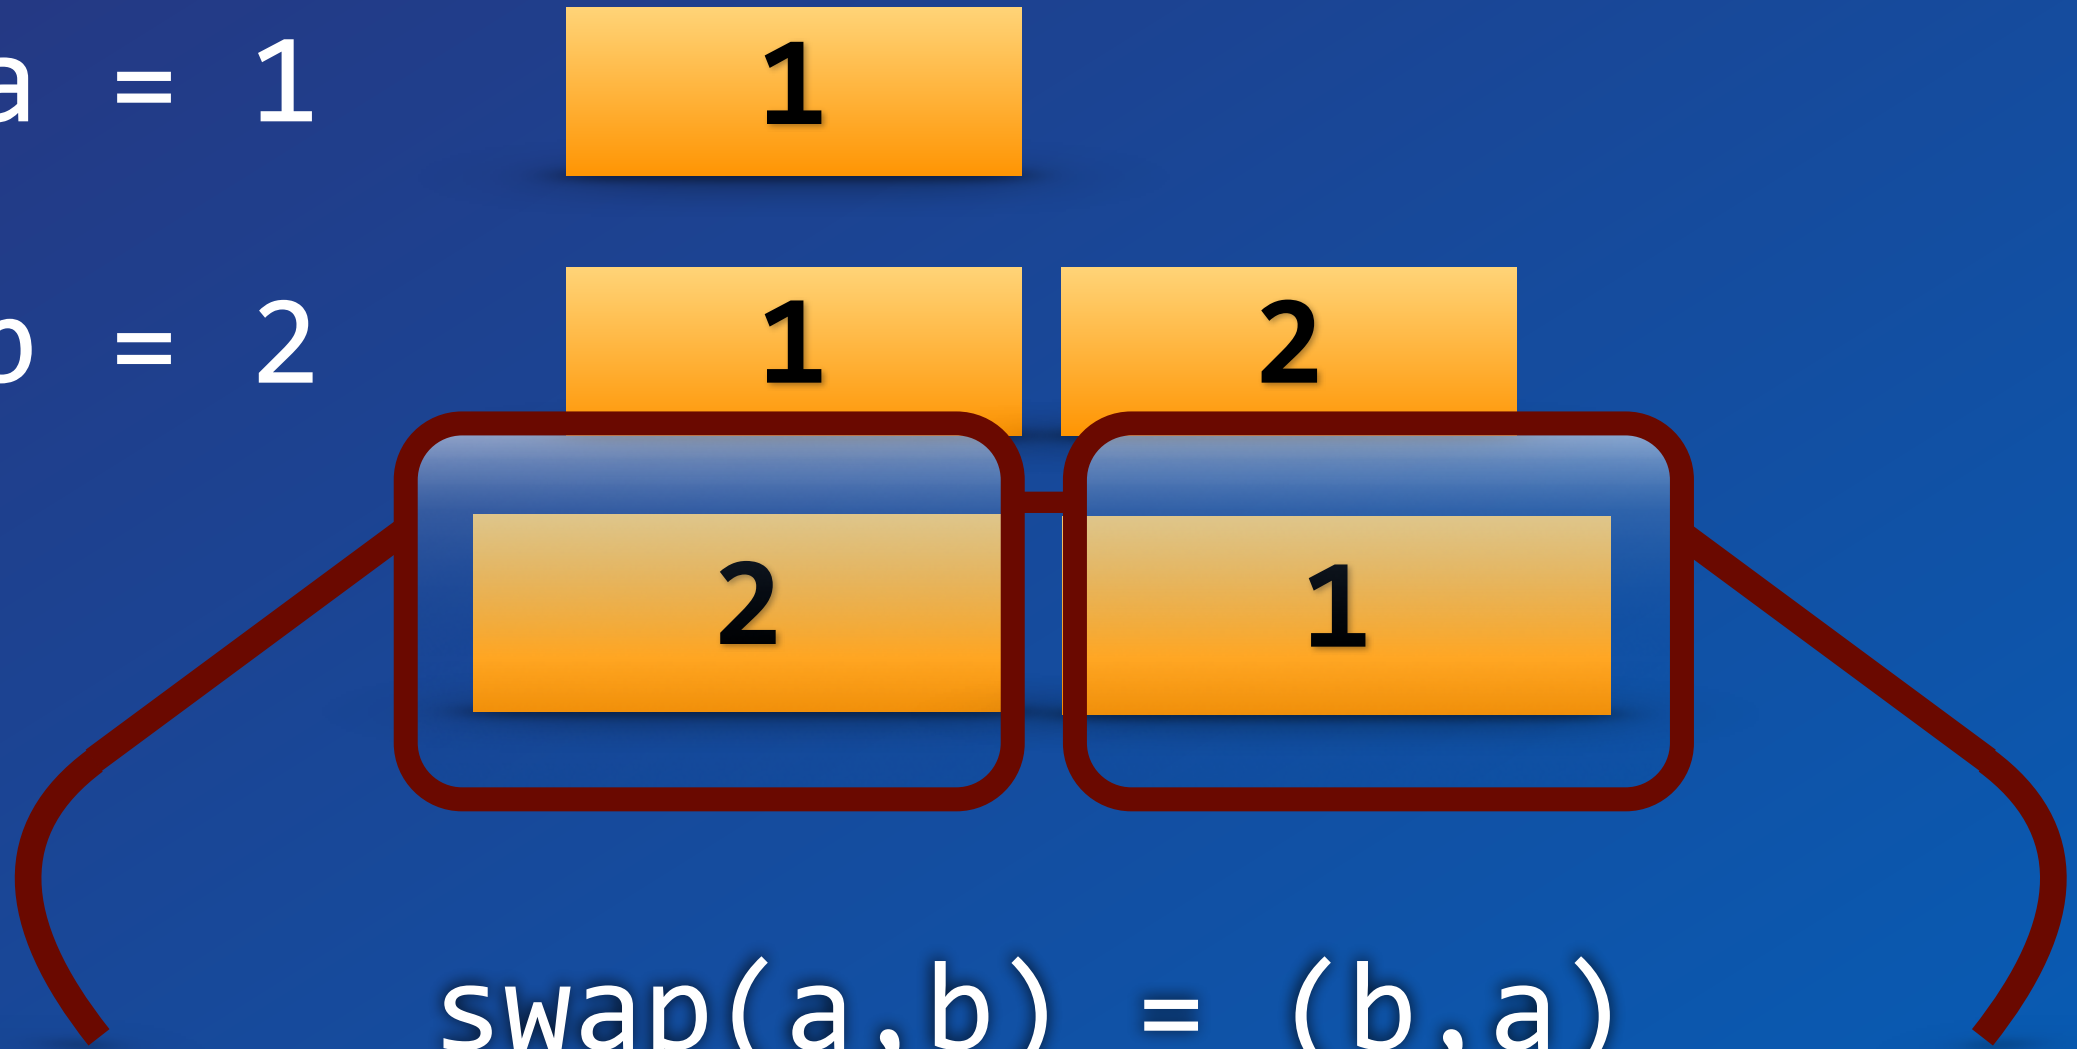 a = 1 1
b = 2 1 2
2 1
swap(a,b) = (b,a)